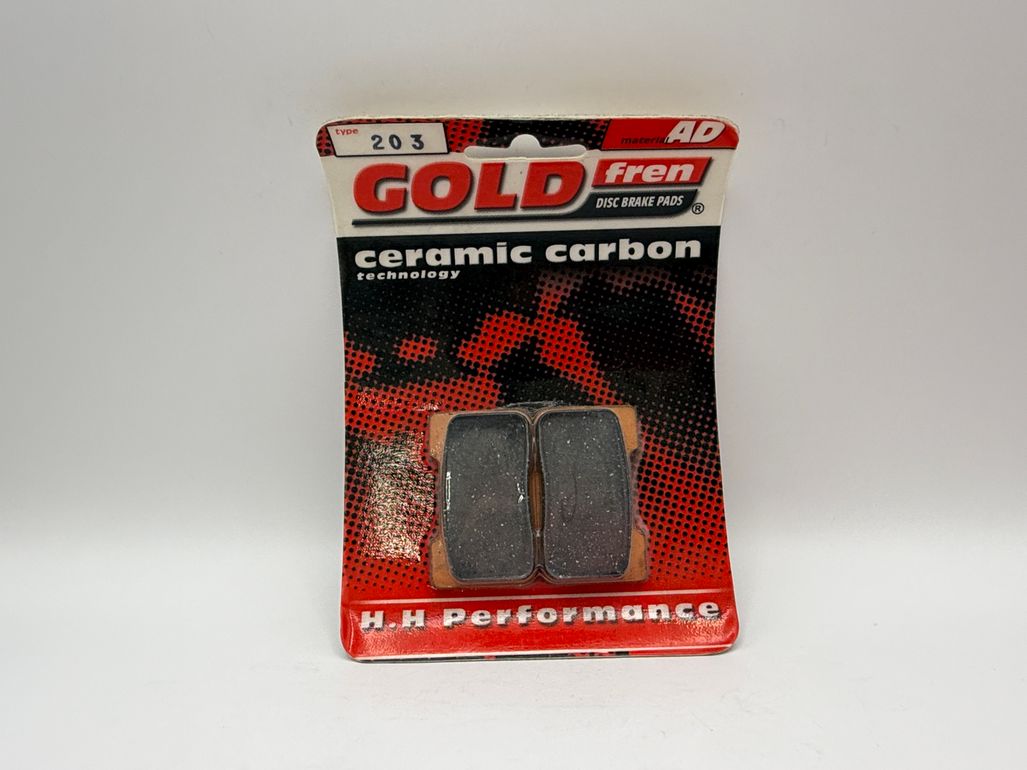 type 203
material AD
GOLD fren
DISC BRAKE PADS ®
ceramic carbon
technology
H.H Performance